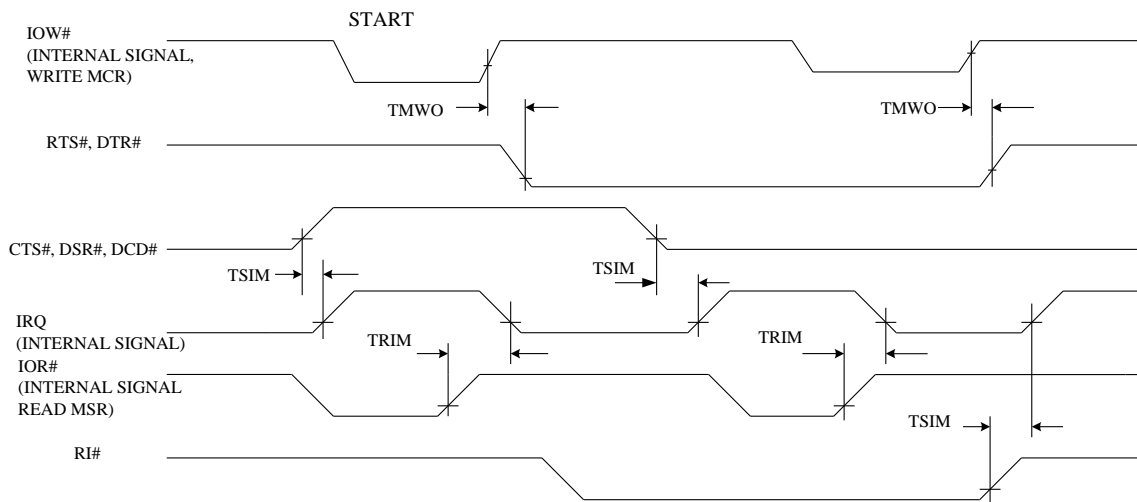 START
IOW#
(INTERNAL SIGNAL,
WRITE MCR)
TMWO
TMWO
RTS#, DTR#
CTS#, DSR#, DCD#
TSIM
TSIM
IRQ
(INTERNAL SIGNAL)
TRIM
TRIM
IOR#
(INTERNAL SIGNAL
READ MSR)
TSIM
RI#